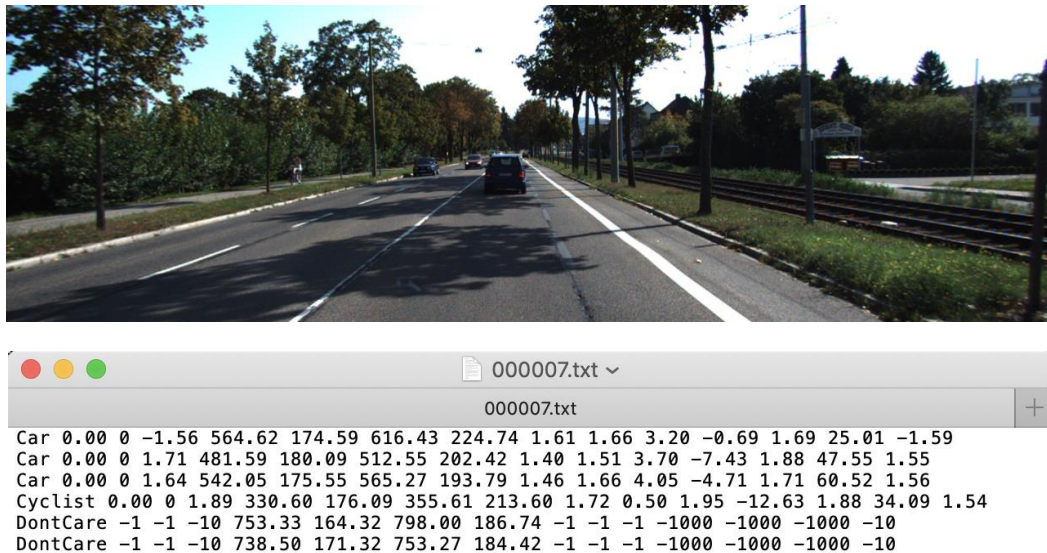 000007.txt
000007.txt
Car 0.00 0 −1.56 564.62 174.59 616.43 224.74 1.61 1.66 3.20 −0.69 1.69 25.01 −1.59
Car 0.00 0 1.71 481.59 180.09 512.55 202.42 1.40 1.51 3.70 −7.43 1.88 47.55 1.55
Car 0.00 0 1.64 542.05 175.55 565.27 193.79 1.46 1.66 4.05 −4.71 1.71 60.52 1.56
Cyclist 0.00 0 1.89 330.60 176.09 355.61 213.60 1.72 0.50 1.95 −12.63 1.88 34.09 1.54
DontCare −1 −1 −10 753.33 164.32 798.00 186.74 −1 −1 −1 −1000 −1000 −1000 −10
DontCare −1 −1 −10 738.50 171.32 753.27 184.42 −1 −1 −1 −1000 −1000 −1000 −10